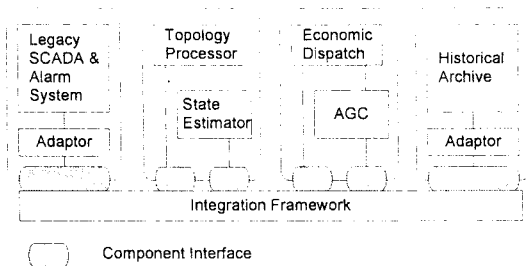 Legacy
SCADA &
Alarm
System
Adaptor
Topology
Processor
State
Estimator
Economic
Dispatch
AGC
Historical
Archive
Adaptor
Integration Framework
Component Interface